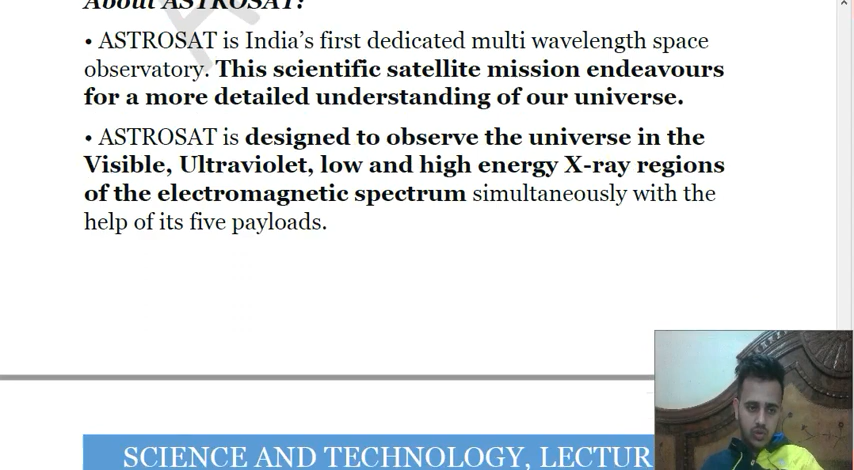 About ASTROSAT?
• ASTROSAT is India's first dedicated multi wavelength space
observatory. This scientific satellite mission endeavours
for a more detailed understanding of our universe.
• ASTROSAT is designed to observe the universe in the
Visible, Ultraviolet, low and high energy X-ray regions
of the electromagnetic spectrum simultaneously with the
help of its five payloads.
SCIENCE AND TECHNOLOGY, LECTUR